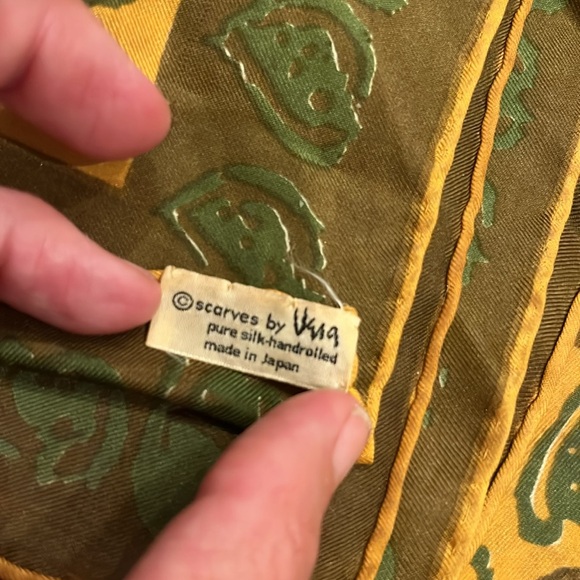 © scarves by Vera
pure silk-handrolled
made in Japan